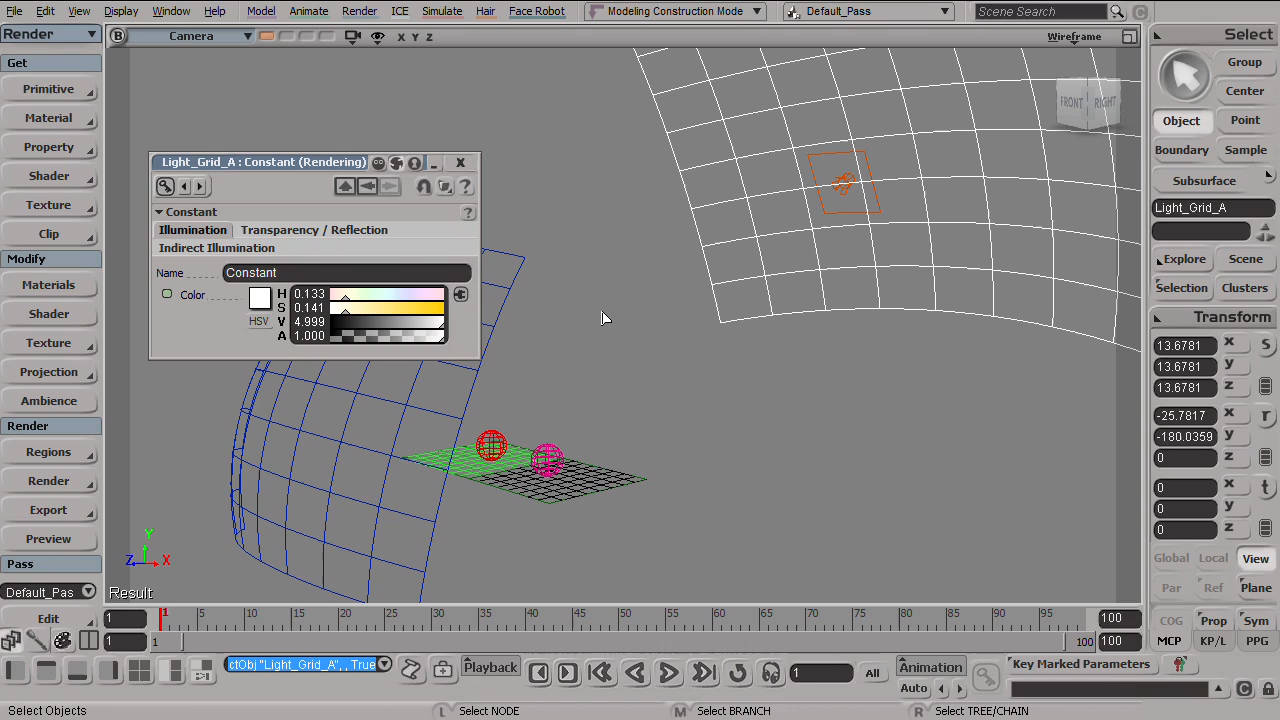 File Edit View Display Window Help Model Animate Render ICE Simulate Hair Face Robot Modeling Construction Mode Default_Pass Scene Search
Render
B Camera X Y Z Wireframe
Select
Get
Primitive
Material
Property
Shader
Texture
Clip
Modify
Materials
Shader
Texture
Projection
Ambience
Render
Regions
Render
Export
Preview
Pass
Default_Pas
Edit
FRONT RIGHT
Light_Grid_A : Constant (Rendering)
Constant
Illumination Transparency / Reflection
Indirect Illumination
Name Constant
Color
HSV
H 0.133
S 0.141
V 4.999
A 1.000
Y
Z X
Result
Group
Center
Object Point
Boundary Sample
Subsurface
Light_Grid_A
Explore Scene
Selection Clusters
Transform
13.6781 x s
13.6781 y
13.6781 z
-25.7817 x r
-180.0359 y
0 z
0 x t
0 y
0 z
Global Local View
Par Ref Plane
COG Prop Sym
MCP KP/L PPG
1 1 5 10 15 20 25 30 35 40 45 50 55 60 65 70 75 80 85 90 95 100
1 1 100 100
ctObj "Light_Grid_A", , True Playback 1 All Animation
Auto
Key Marked Parameters
Select Objects L Select NODE M Select BRANCH R Select TREE/CHAIN